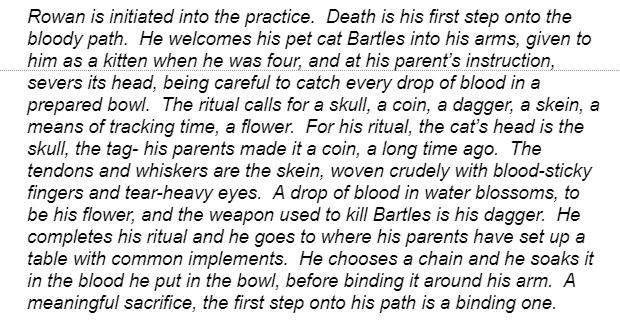 Rowan is initiated into the practice.  Death is his first step onto the
bloody path.  He welcomes his pet cat Bartles into his arms, given to
him as a kitten when he was four, and at his parent's instruction,
severs its head, being careful to catch every drop of blood in a
prepared bowl.  The ritual calls for a skull, a coin, a dagger, a skein, a
means of tracking time, a flower.  For his ritual, the cat's head is the
skull, the tag- his parents made it a coin, a long time ago.  The
tendons and whiskers are the skein, woven crudely with blood-sticky
fingers and tear-heavy eyes.  A drop of blood in water blossoms, to
be his flower, and the weapon used to kill Bartles is his dagger.  He
completes his ritual and he goes to where his parents have set up a
table with common implements.  He chooses a chain and he soaks it
in the blood he put in the bowl, before binding it around his arm.  A
meaningful sacrifice, the first step onto his path is a binding one.